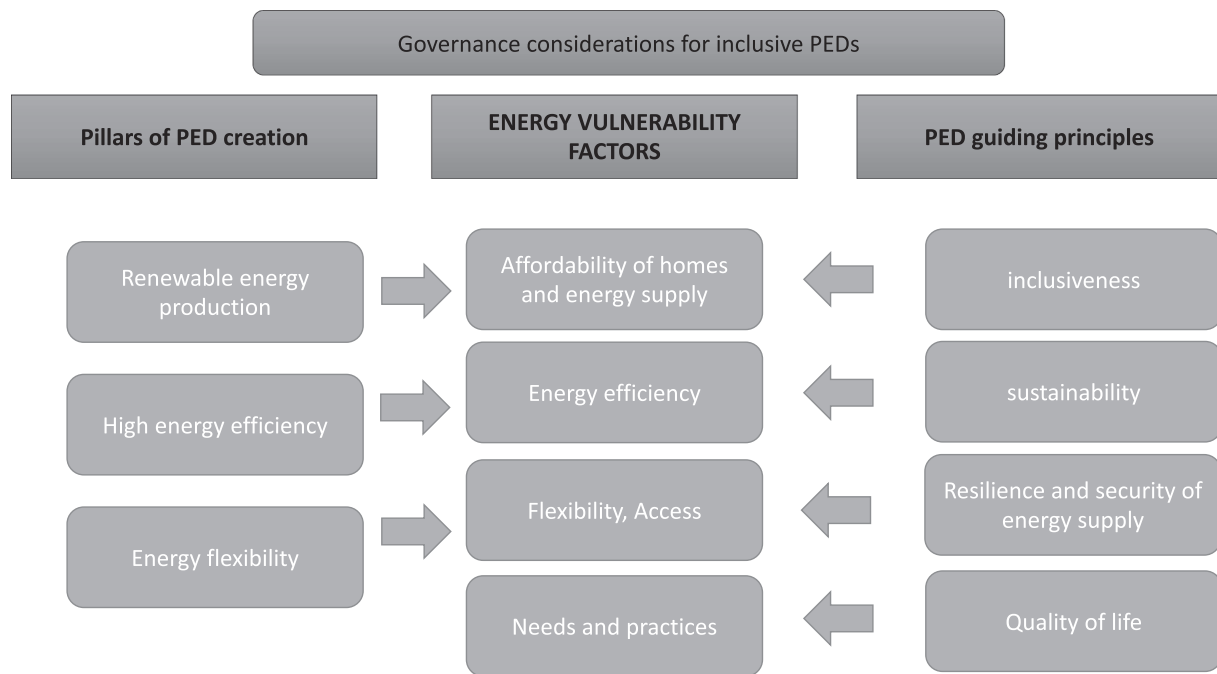 Governance considerations for inclusive PEDs
Pillars of PED creation
ENERGY VULNERABILITY
FACTORS
PED guiding principles
Renewable energy
production
Affordability of homes
and energy supply
inclusiveness
High energy efficiency
Energy efficiency
sustainability
Energy flexibility
Flexibility, Access
Resilience and security of
energy supply
Needs and practices
Quality of life